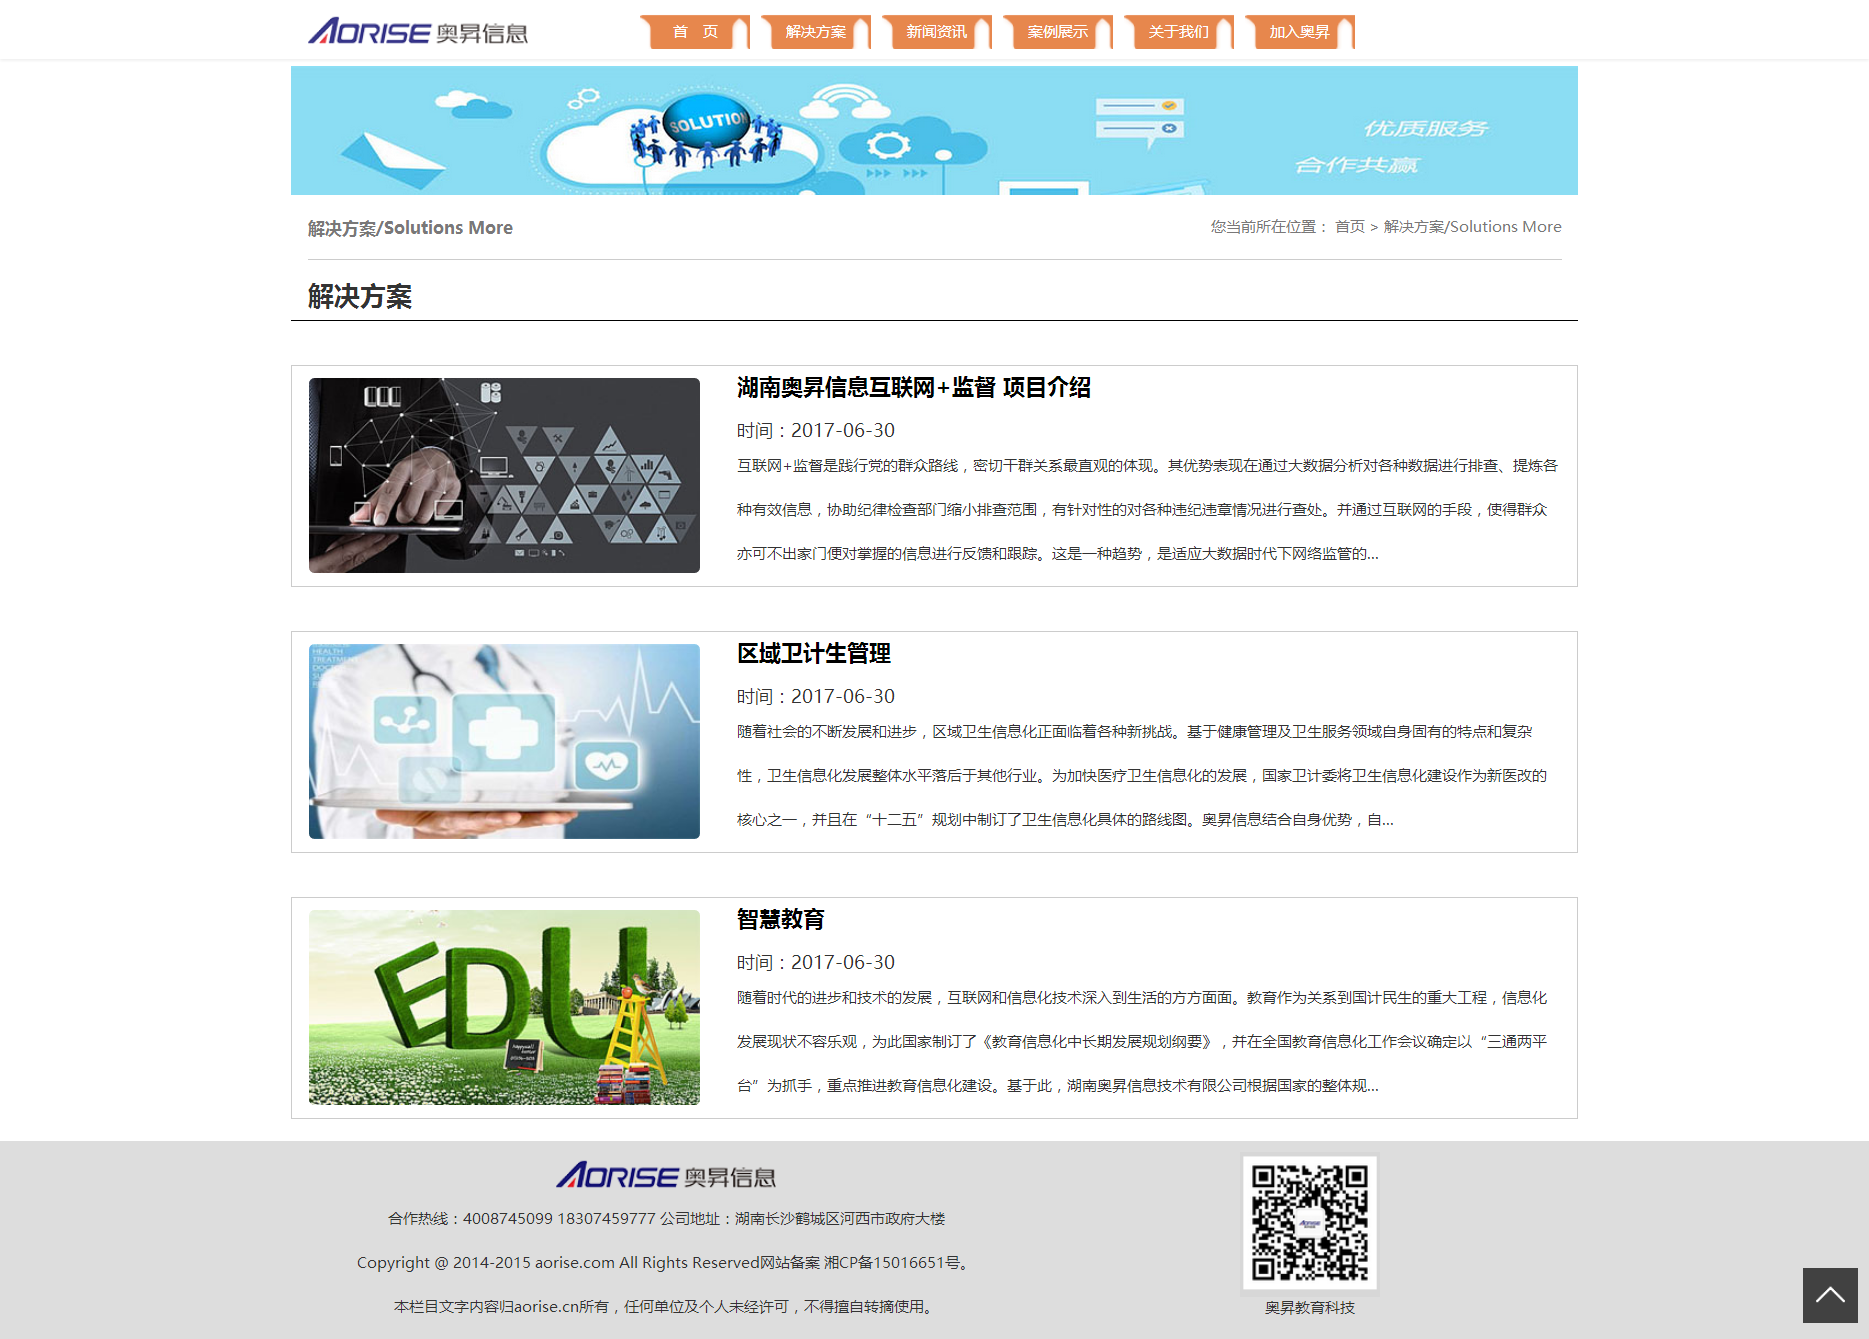 AORISE 奥昇信息
首 页
解决方案
新闻资讯
案例展示
关于我们
加入奥昇
SOLUTION
优质服务
合作共赢
解决方案/Solutions More
您当前所在位置： 首页 > 解决方案/Solutions More
解决方案
湖南奥昇信息互联网+监督 项目介绍
时间：2017-06-30
互联网+监督是践行党的群众路线，密切干群关系最直观的体现。其优势表现在通过大数据分析对各种数据进行排查、提炼各
种有效信息，协助纪律检查部门缩小排查范围，有针对性的对各种违纪违章情况进行查处。并通过互联网的手段，使得群众
亦可不出家门便对掌握的信息进行反馈和跟踪。这是一种趋势，是适应大数据时代下网络监管的...
HEALTH
TREATMENT
区域卫计生管理
时间：2017-06-30
随着社会的不断发展和进步，区域卫生信息化正面临着各种新挑战。基于健康管理及卫生服务领域自身固有的特点和复杂
性，卫生信息化发展整体水平落后于其他行业。为加快医疗卫生信息化的发展，国家卫计委将卫生信息化建设作为新医改的
核心之一，并且在“十二五”规划中制订了卫生信息化具体的路线图。奥昇信息结合自身优势，自...
EDU
智慧教育
时间：2017-06-30
随着时代的进步和技术的发展，互联网和信息化技术深入到生活的方方面面。教育作为关系到国计民生的重大工程，信息化
发展现状不容乐观，为此国家制订了《教育信息化中长期发展规划纲要》，并在全国教育信息化工作会议确定以“三通两平
台”为抓手，重点推进教育信息化建设。基于此，湖南奥昇信息技术有限公司根据国家的整体规...
AORISE 奥昇信息
合作热线：4008745099 18307459777 公司地址：湖南长沙鹤城区河西市政府大楼
Copyright @ 2014-2015 aorise.com All Rights Reserved网站备案 湘CP备15016651号。
本栏目文字内容归aorise.cn所有，任何单位及个人未经许可，不得擅自转摘使用。
奥昇教育科技